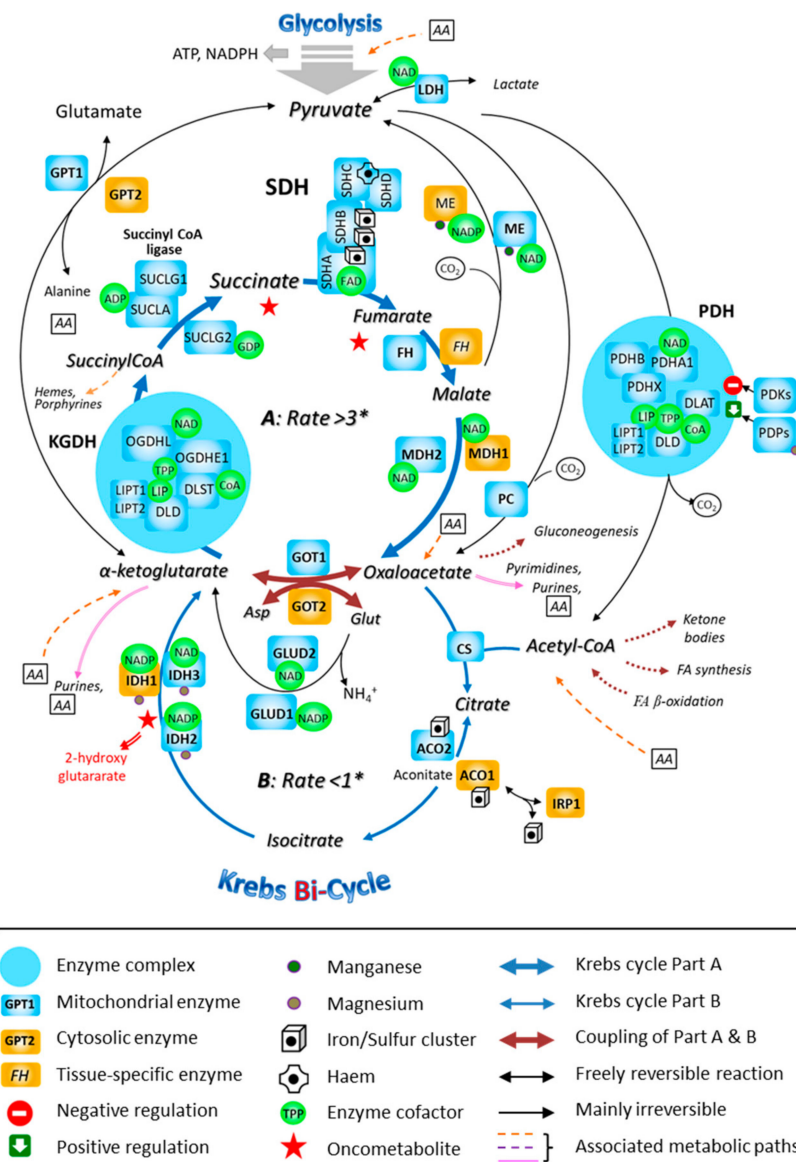 Glycolysis
AA
ATP, NADPH
NAD
LDH
Lactate
Pyruvate
Glutamate
GPT1
GPT2
SDH
SDHC
SDHD
SDHB
SDHA
FAD
ME
NADP
ME
NAD
CO2
Succinyl CoA
ligase
SUCLG1
ADP
SUCLA
SUCLG2
GDP
Alanine
AA
Succinate
Fumarate
FH
FH
Malate
SuccinylCoA
Hemes,
Porphyrines
PDH
NAD
PDHB
PDHA1
PDHX
DLAT
LIP
TPP
CoA
LIPT1
LIPT2
DLD
PDKs
PDPs
CO2
KGDH
NAD
OGDHL
OGDHE1
TPP
LIP
DLST
CoA
LIPT1
LIPT2
DLD
A: Rate >3*
MDH2
NAD
NAD
MDH1
PC
CO2
AA
Gluconeogenesis
Pyrimidines,
Purines,
AA
α-ketoglutarate
GOT1
GOT2
Oxaloacetate
Asp
Glut
GLUD2
NAD
GLUD1
NADP
NH4+
CS
Acetyl-CoA
Ketone
bodies
FA synthesis
FA β-oxidation
AA
Citrate
AA
Purines,
AA
NADP
IDH1
NAD
IDH3
NADP
IDH2
2-hydroxy
glutararate
B: Rate <1*
ACO2
Aconitate
ACO1
IRP1
Isocitrate
Krebs Bi-Cycle
Enzyme complex
Manganese
Krebs cycle Part A
GPT1
Mitochondrial enzyme
Magnesium
Krebs cycle Part B
GPT2
Cytosolic enzyme
Iron/Sulfur cluster
Coupling of Part A & B
FH
Tissue-specific enzyme
Haem
Freely reversible reaction
Negative regulation
TPP
Enzyme cofactor
Mainly irreversible
Positive regulation
Oncometabolite
Associated metabolic paths